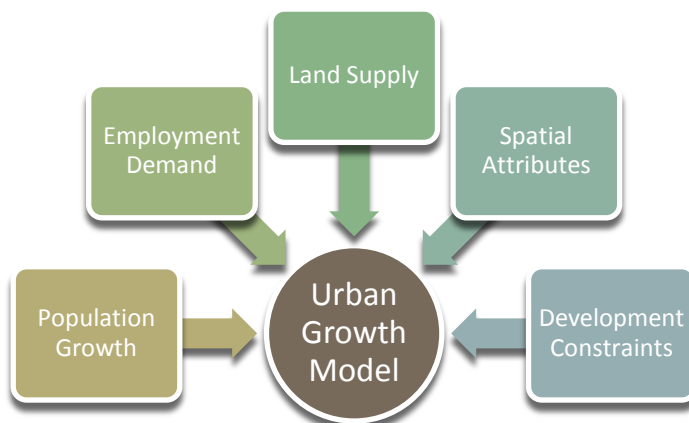 Land Supply
Employment
Demand
Spatial
Attributes
Population
Growth
Urban
Growth
Model
Development
Constraints